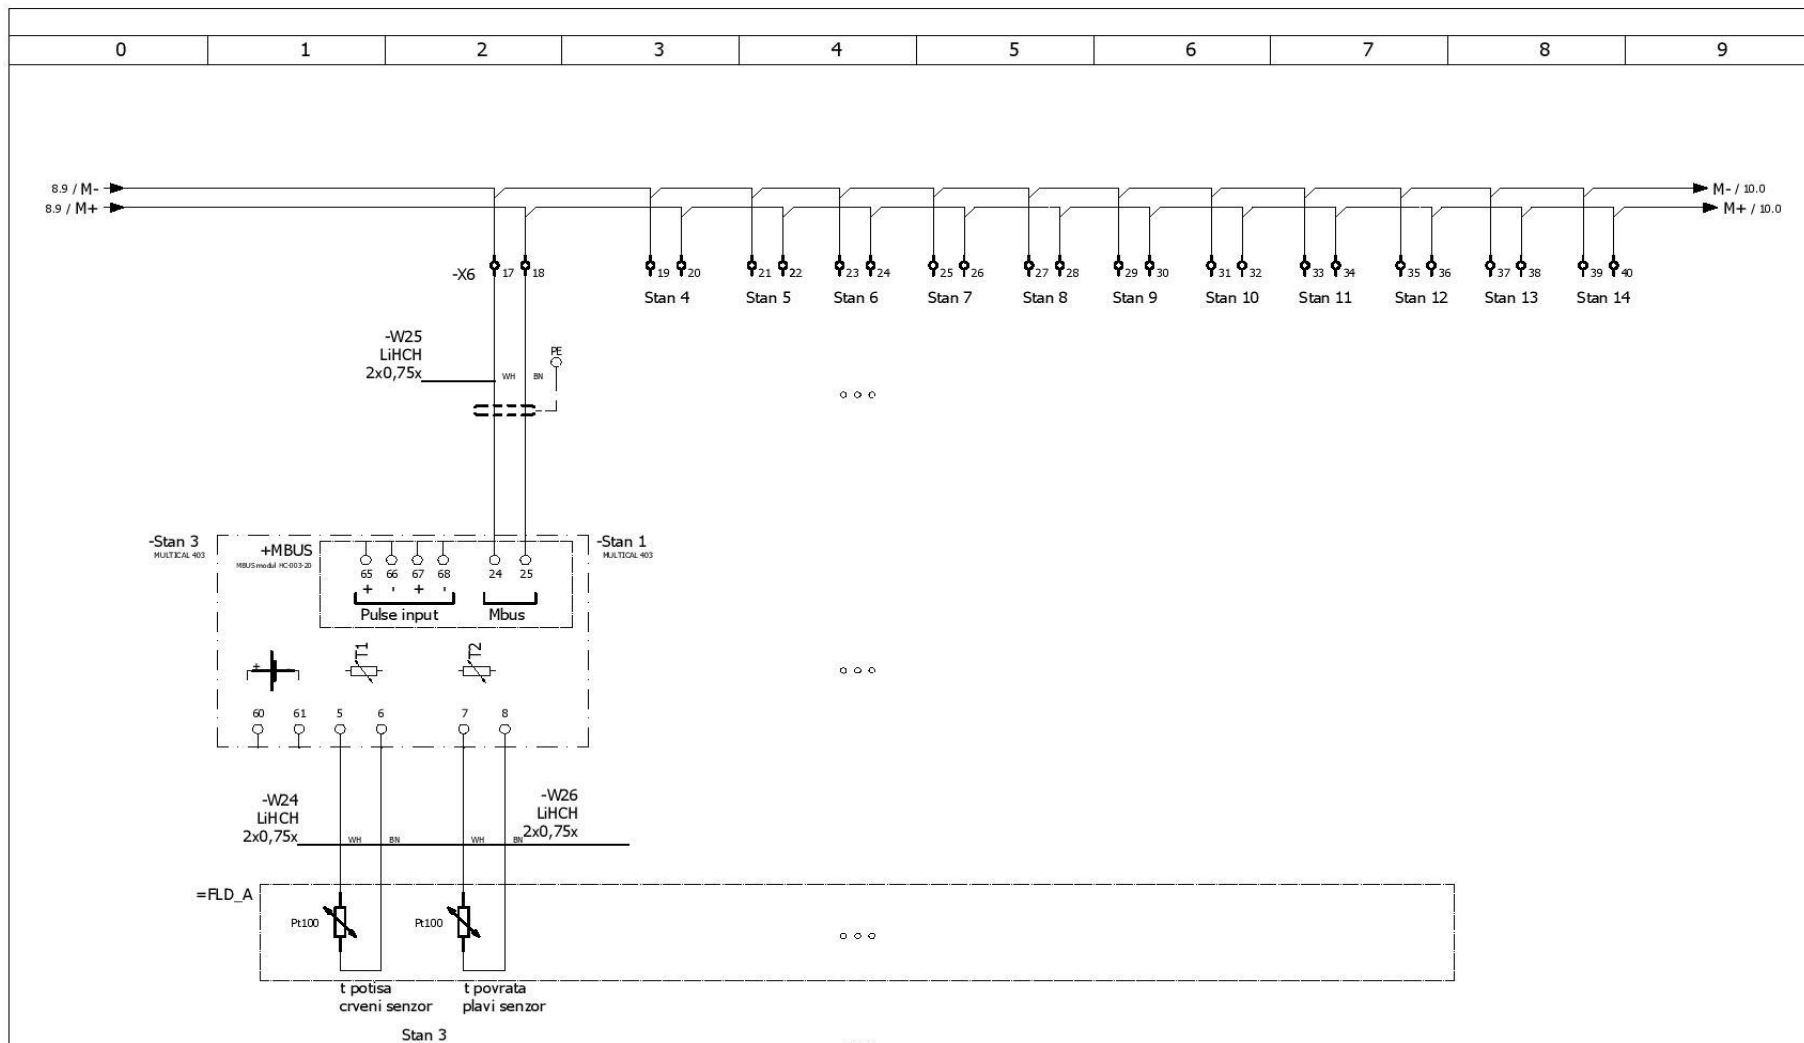 0 1 2 3 4 5 6 7 8 9
8.9 / M- M- / 10.0
8.9 / M+ M+ / 10.0
-X6 17 18 19 20 21 22 23 24 25 26 27 28 29 30 31 32 33 34 35 36 37 38 39 40
Stan 4 Stan 5 Stan 6 Stan 7 Stan 8 Stan 9 Stan 10 Stan 11 Stan 12 Stan 13 Stan 14
-W25
LiHCH
2x0,75x
WH BN
PE
-Stan 3
MULTICAL 403
+MBUS
MBUS modul HC-003-20
-Stan 1
MULTICAL 403
65 66 67 68 24 25
+ - + -
Pulse input Mbus
+
T1 T2
60 61 5 6 7 8
-W24
LiHCH
2x0,75x
WH BN
-W26
LiHCH
2x0,75x
WH BN
=FLD_A
Pt100 Pt100
t potisa
crveni senzor
t povrata
plavi senzor
Stan 3